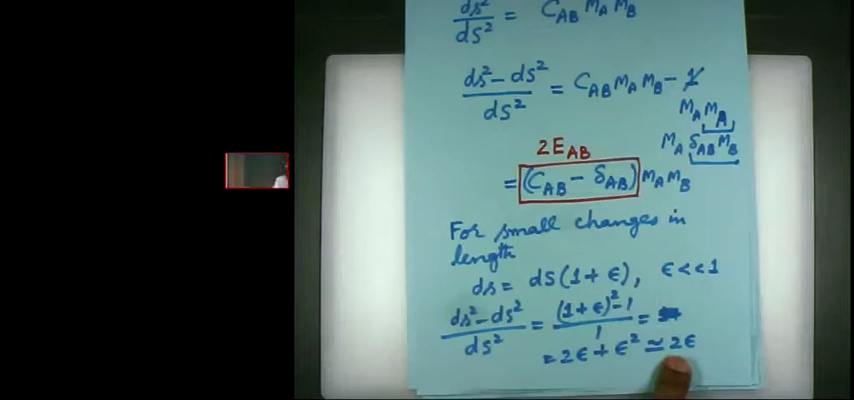 ds²/dS² = C_AB M_A M_B
(ds² − dS²)/dS² = C_AB M_A M_B − 1
M_A M_A
M_A δ_AB M_B
2E_AB
= (C_AB − δ_AB) M_A M_B
For small changes in
length
ds = dS(1 + ϵ), ϵ<<1
(ds² − dS²)/dS² = ((1 + ϵ)² − 1)/1 =
= 2ϵ + ϵ² ≃ 2ϵ